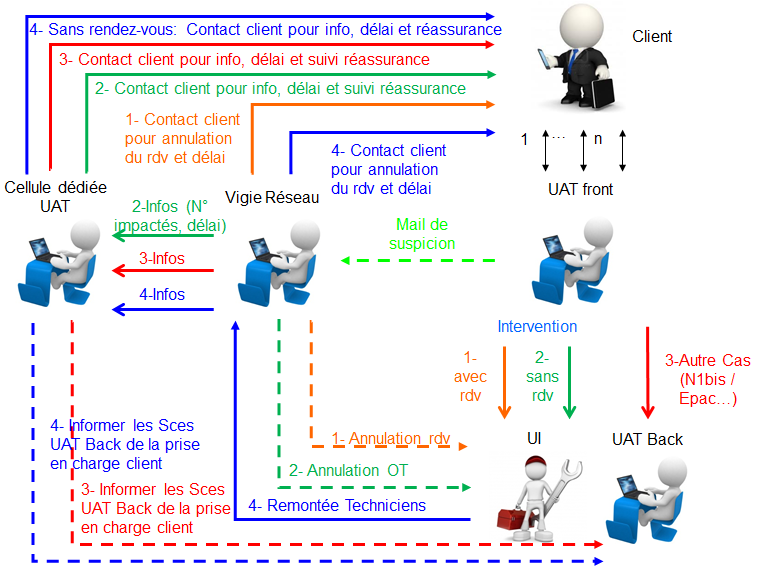 4- Sans rendez-vous: Contact client pour info, délai et réassurance
Client
3- Contact client pour info, délai et suivi réassurance
2- Contact client pour info, délai et suivi réassurance
1- Contact client
pour annulation
du rdv et délai
4- Contact client
pour annulation
du rdv et délai
1
...
n
Cellule dédiée
UAT
Vigie Réseau
UAT front
2-Infos (N°
impactés, délai)
Mail de
suspicion
3-Infos
4-Infos
Intervention
1-
avec
rdv
2-
sans
rdv
3-Autre Cas
(N1bis /
Epac…)
4- Informer les Sces
UAT Back de la prise
en charge client
1- Annulation rdv
UI
UAT Back
2- Annulation OT
3- Informer les Sces
UAT Back de la prise
en charge client
4- Remontée Techniciens